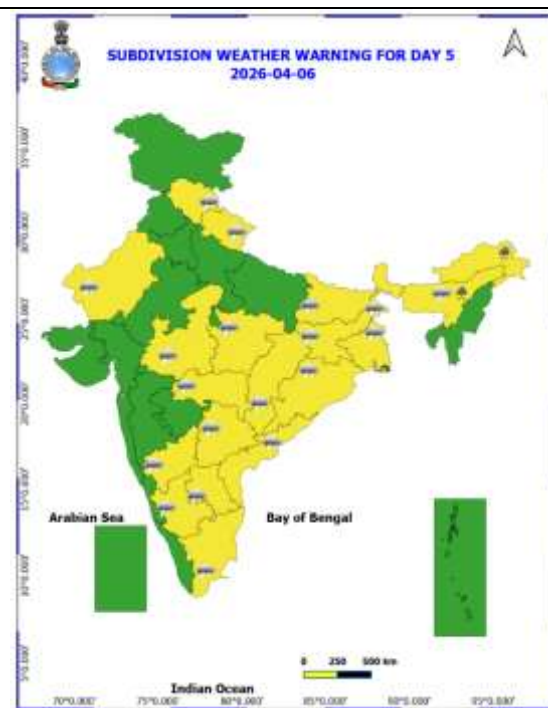 SUBDIVISION WEATHER WARNING FOR DAY 5
2026-04-06
Arabian Sea
Bay of Bengal
0 250 500 km
Indian Ocean
70°0.000' 75°0.000' 80°0.000' 85°0.000' 90°0.000' 95°0.000'